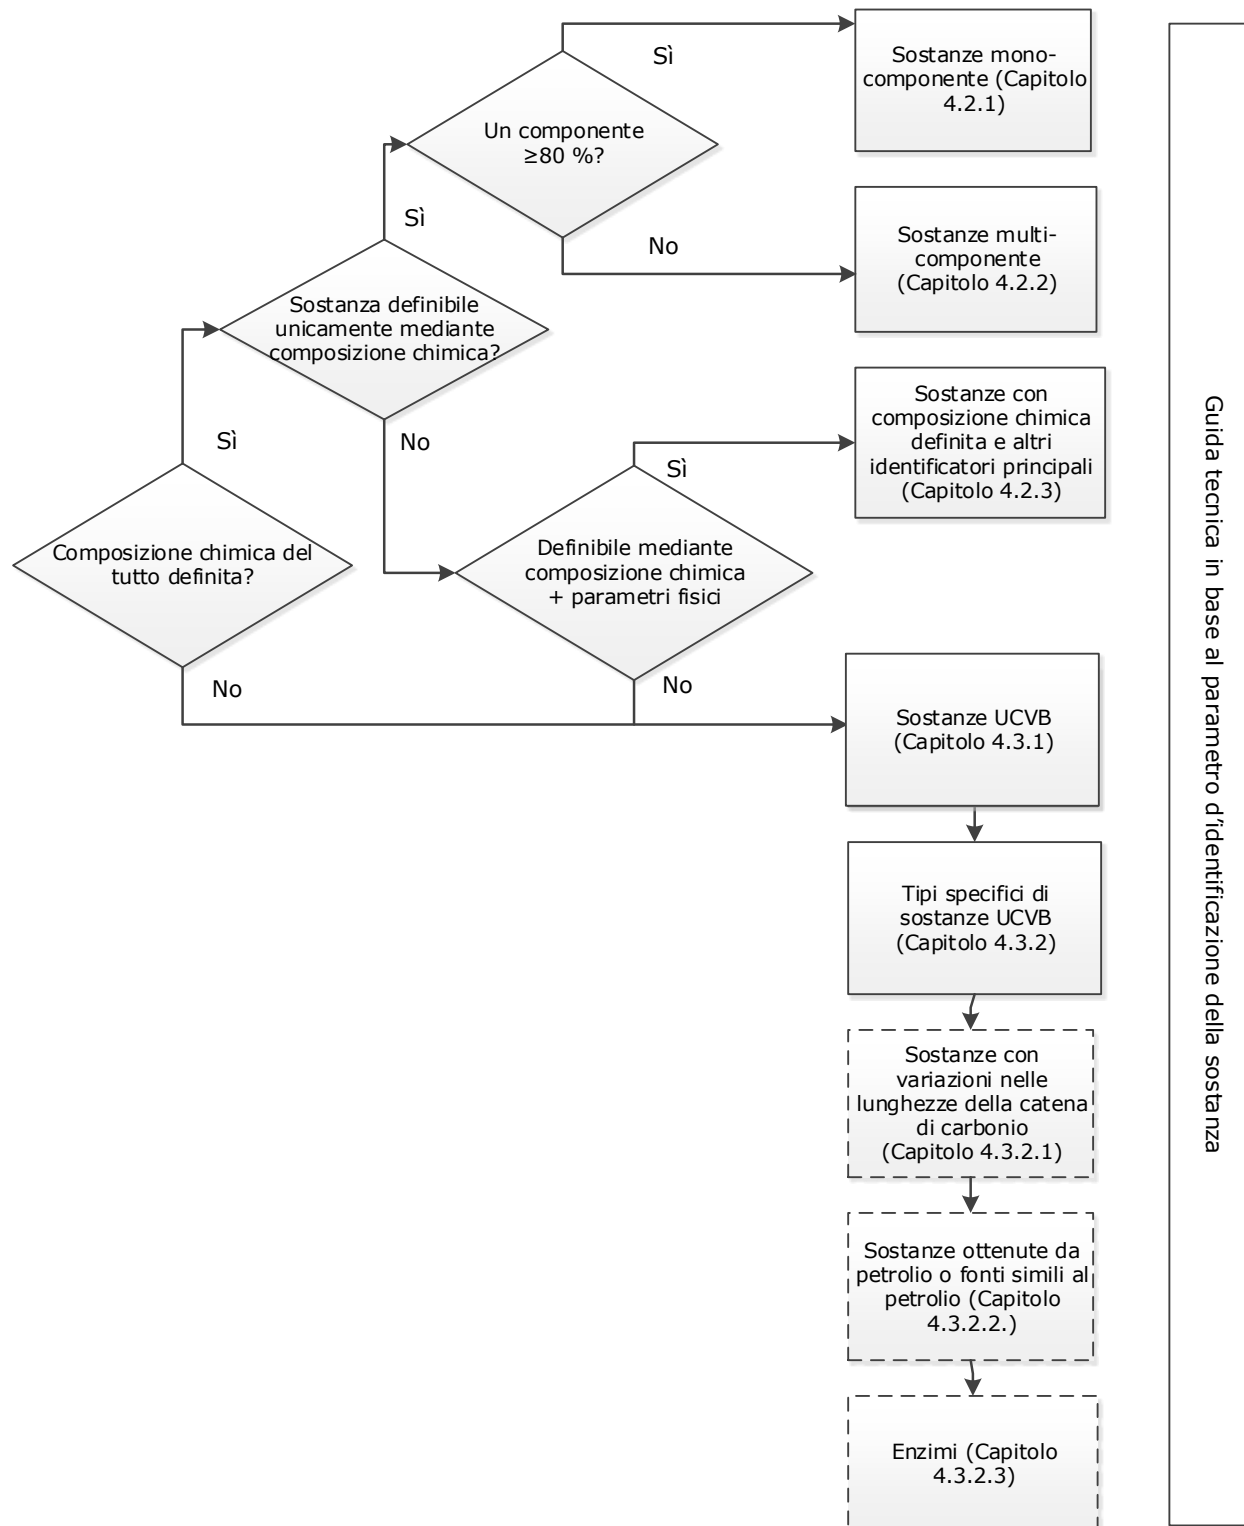 Sì
Sostanze mono-
componente (Capitolo
4.2.1)
Un componente
≥80 %?
Sì
No
Sostanze multi-
componente
(Capitolo 4.2.2)
Sostanza definibile
unicamente mediante
composizione chimica?
Sì
No
Sì
Sostanze con
composizione chimica
definita e altri
identificatori principali
(Capitolo 4.2.3)
Composizione chimica del
tutto definita?
Definibile mediante
composizione chimica
+ parametri fisici
No
No
Sostanze UCVB
(Capitolo 4.3.1)
Tipi specifici di
sostanze UCVB
(Capitolo 4.3.2)
Sostanze con
variazioni nelle
lunghezze della catena
di carbonio
(Capitolo 4.3.2.1)
Sostanze ottenute da
petrolio o fonti simili al
petrolio (Capitolo
4.3.2.2.)
Enzimi (Capitolo
4.3.2.3)
Guida tecnica in base al parametro d'identificazione della sostanza